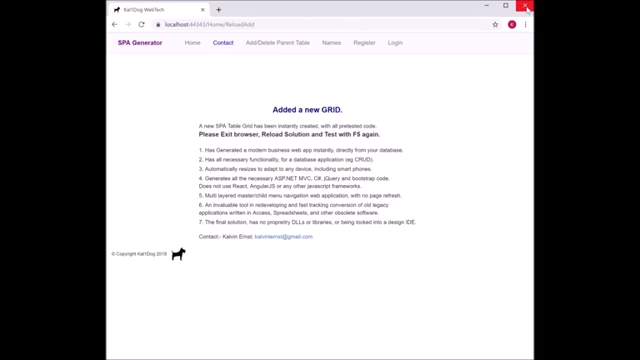 Kal'l'Dog WebTech
localhost:44343/Home/ReloadAdd
SPA Generator Home Contact Add/Delete Parent Table Names Register Login
Added a new GRID.
A new SPA Table Grid has been instantly created, with all pretested code.
Please Exit browser, Reload Solution and Test with F5 again.
1. Has Generated a modern business web app instantly, directly from your database.
2. Has all necessary functionality, for a database application (eg CRUD).
3. Automatically resizes to adapt to any device, including smart phones.
4. Generates all the necessary ASP.NET MVC, C#, jQuery and bootstrap code.
Does not use React, AngularJS or any other javascript frameworks.
5. Multi layered master/child menu navigation web application, with no page refresh.
6. An invaluable tool in redeveloping and fast tracking conversion of old legacy
applications written in Access, Spreadsheets, and other obsolete software.
7. The final solution, has no propreitry DLLs or libraries, or being locked into a design IDE.
Contact:- Kalvin Ernst: kalvinternst@gmail.com
© Copyright Kal'l'Dog 2019